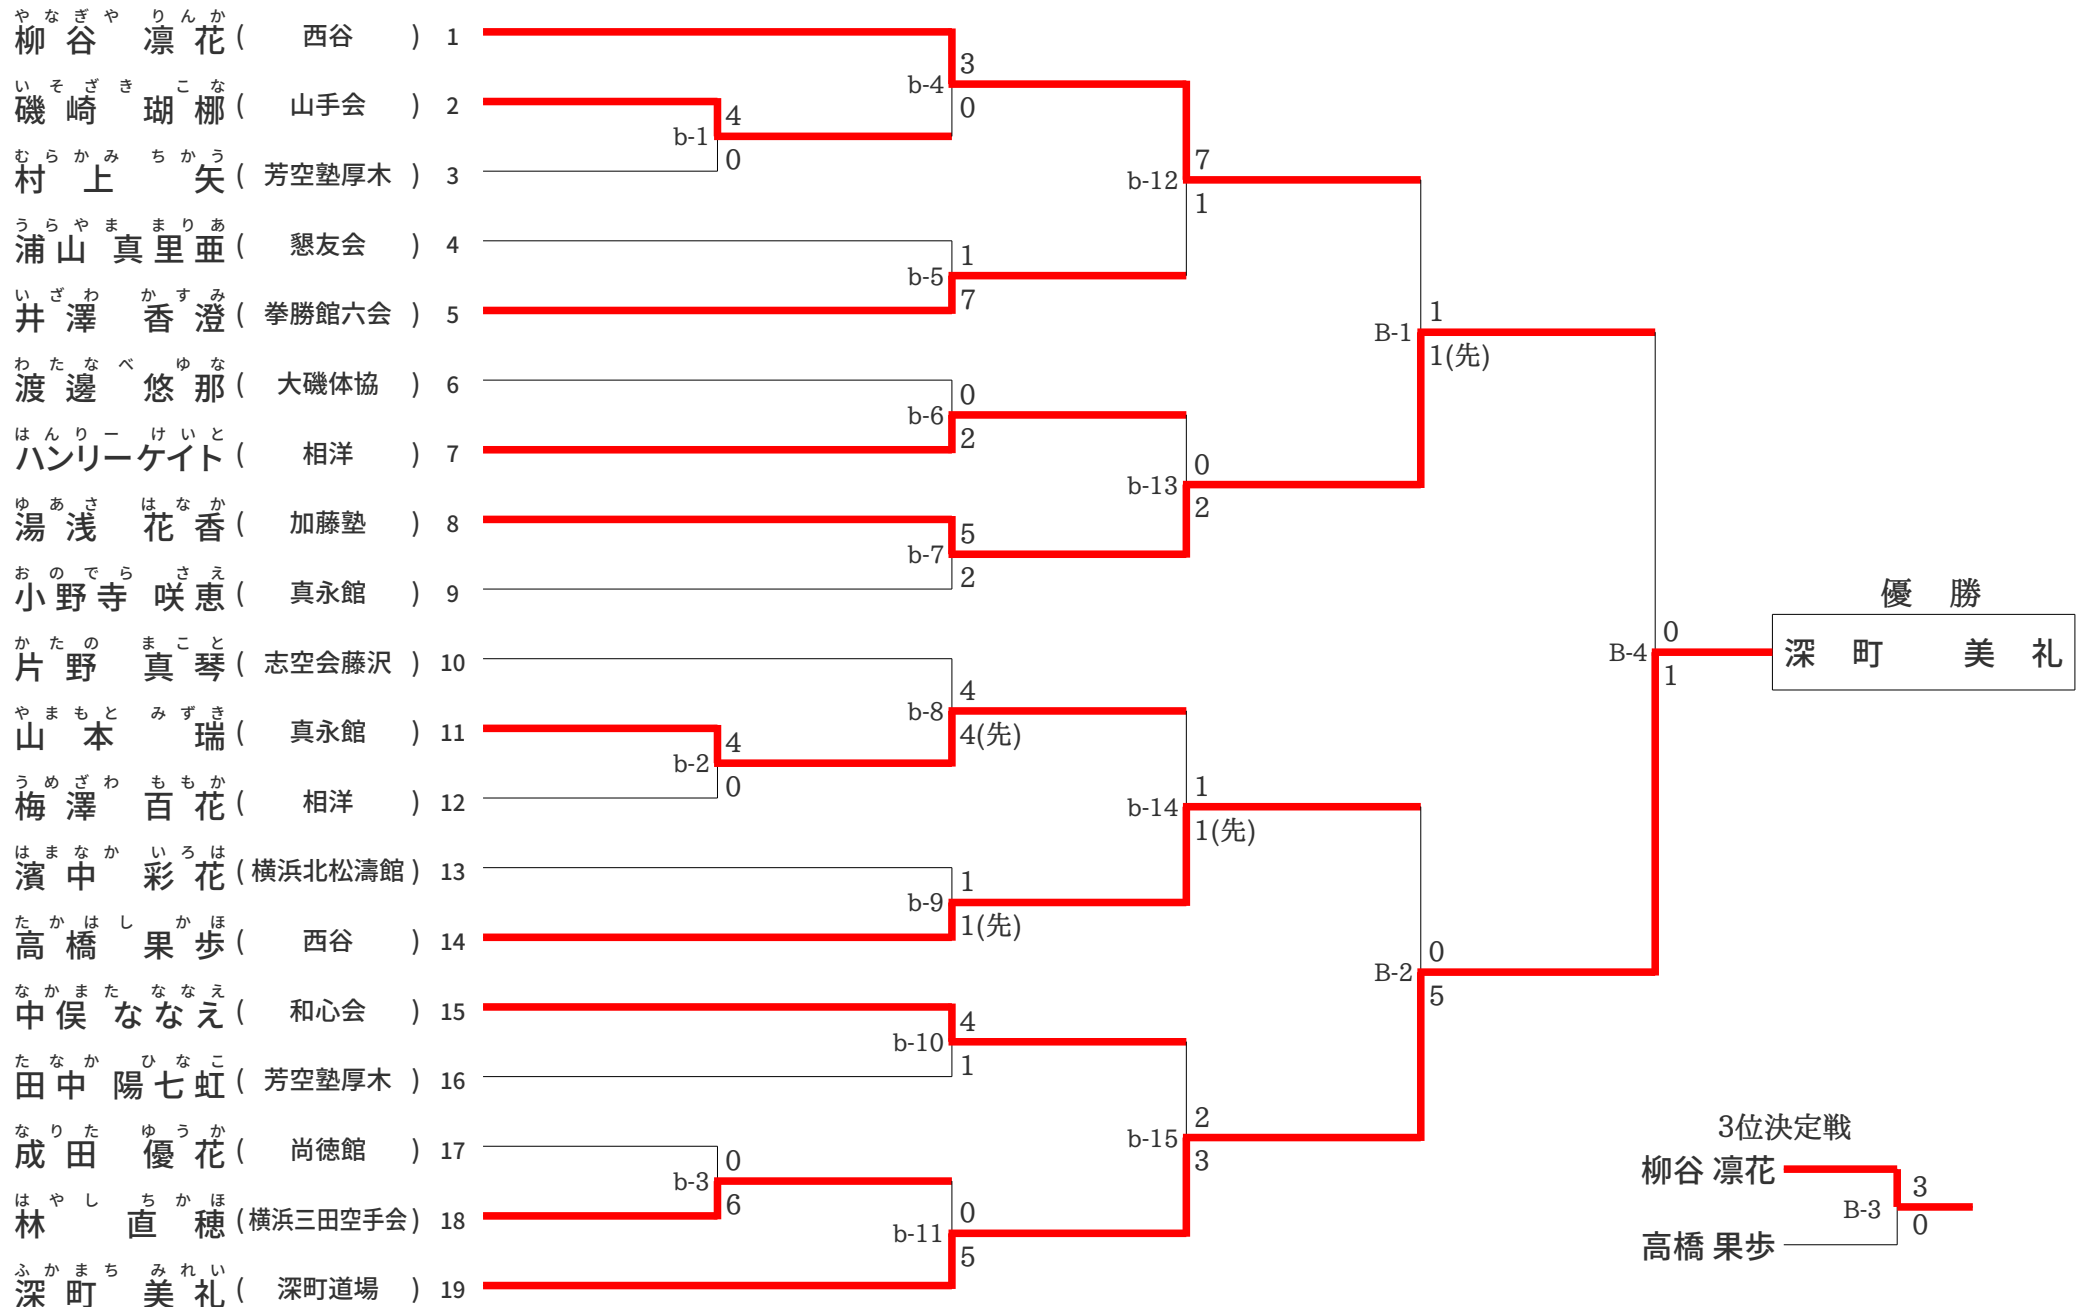 やなぎや りんか
柳谷 凛花 ( 西谷 ) 1
いそざき こな
磯崎 瑚梛 ( 山手会 ) 2
むらかみ ちかう
村上 矢 ( 芳空塾厚木 ) 3
うらやま まりあ
浦山 真里亜 ( 懇友会 ) 4
いざわ かすみ
井澤 香澄 ( 拳勝館六会 ) 5
わたなべ ゆな
渡邊 悠那 ( 大磯体協 ) 6
はんりー けいと
ハンリーケイト ( 相洋 ) 7
ゆあさ はなか
湯浅 花香 ( 加藤塾 ) 8
おのでら さえ
小野寺 咲恵 ( 真永館 ) 9
かたの まこと
片野 真琴 ( 志空会藤沢 ) 10
やまもと みずき
山本 瑞 ( 真永館 ) 11
うめざわ ももか
梅澤 百花 ( 相洋 ) 12
はまなか いろは
濱中 彩花 ( 横浜北松濤館 ) 13
たかはし かほ
高橋 果歩 ( 西谷 ) 14
なかまた ななえ
中俣 ななえ ( 和心会 ) 15
たなか ひなこ
田中 陽七虹 ( 芳空塾厚木 ) 16
なりた ゆうか
成田 優花 ( 尚徳館 ) 17
はやし ちかほ
林 直穂 ( 横浜三田空手会 ) 18
ふかまち みれい
深町 美礼 ( 深町道場 ) 19
b-1
4
0
b-2
4
0
b-3
0
6
b-4
3
0
b-5
1
7
b-6
0
2
b-7
5
2
b-8
4
4(先)
b-9
1
1(先)
b-10
4
1
b-11
0
5
b-12
7
1
b-13
0
2
b-14
1
1(先)
b-15
2
3
B-1
1
1(先)
B-2
0
5
B-4
0
1
優勝
深町 美礼
3位決定戦
柳谷 凛花
高橋 果歩
B-3
3
0